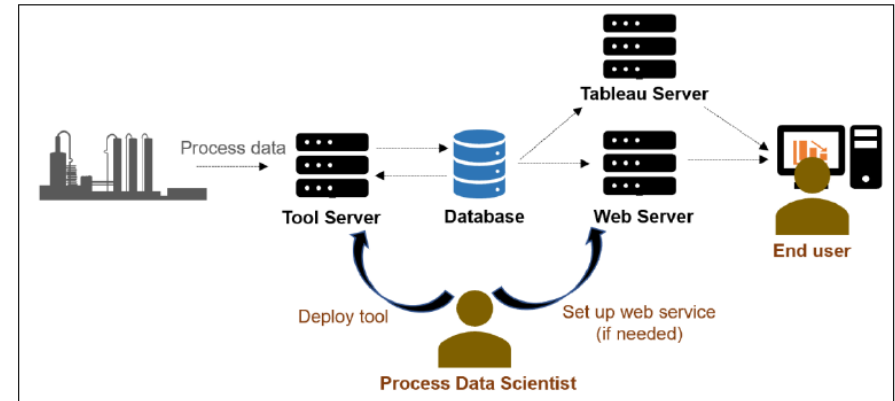 Tableau Server
Process data
Tool Server
Database
Web Server
End user
Deploy tool
Set up web service
(if needed)
Process Data Scientist